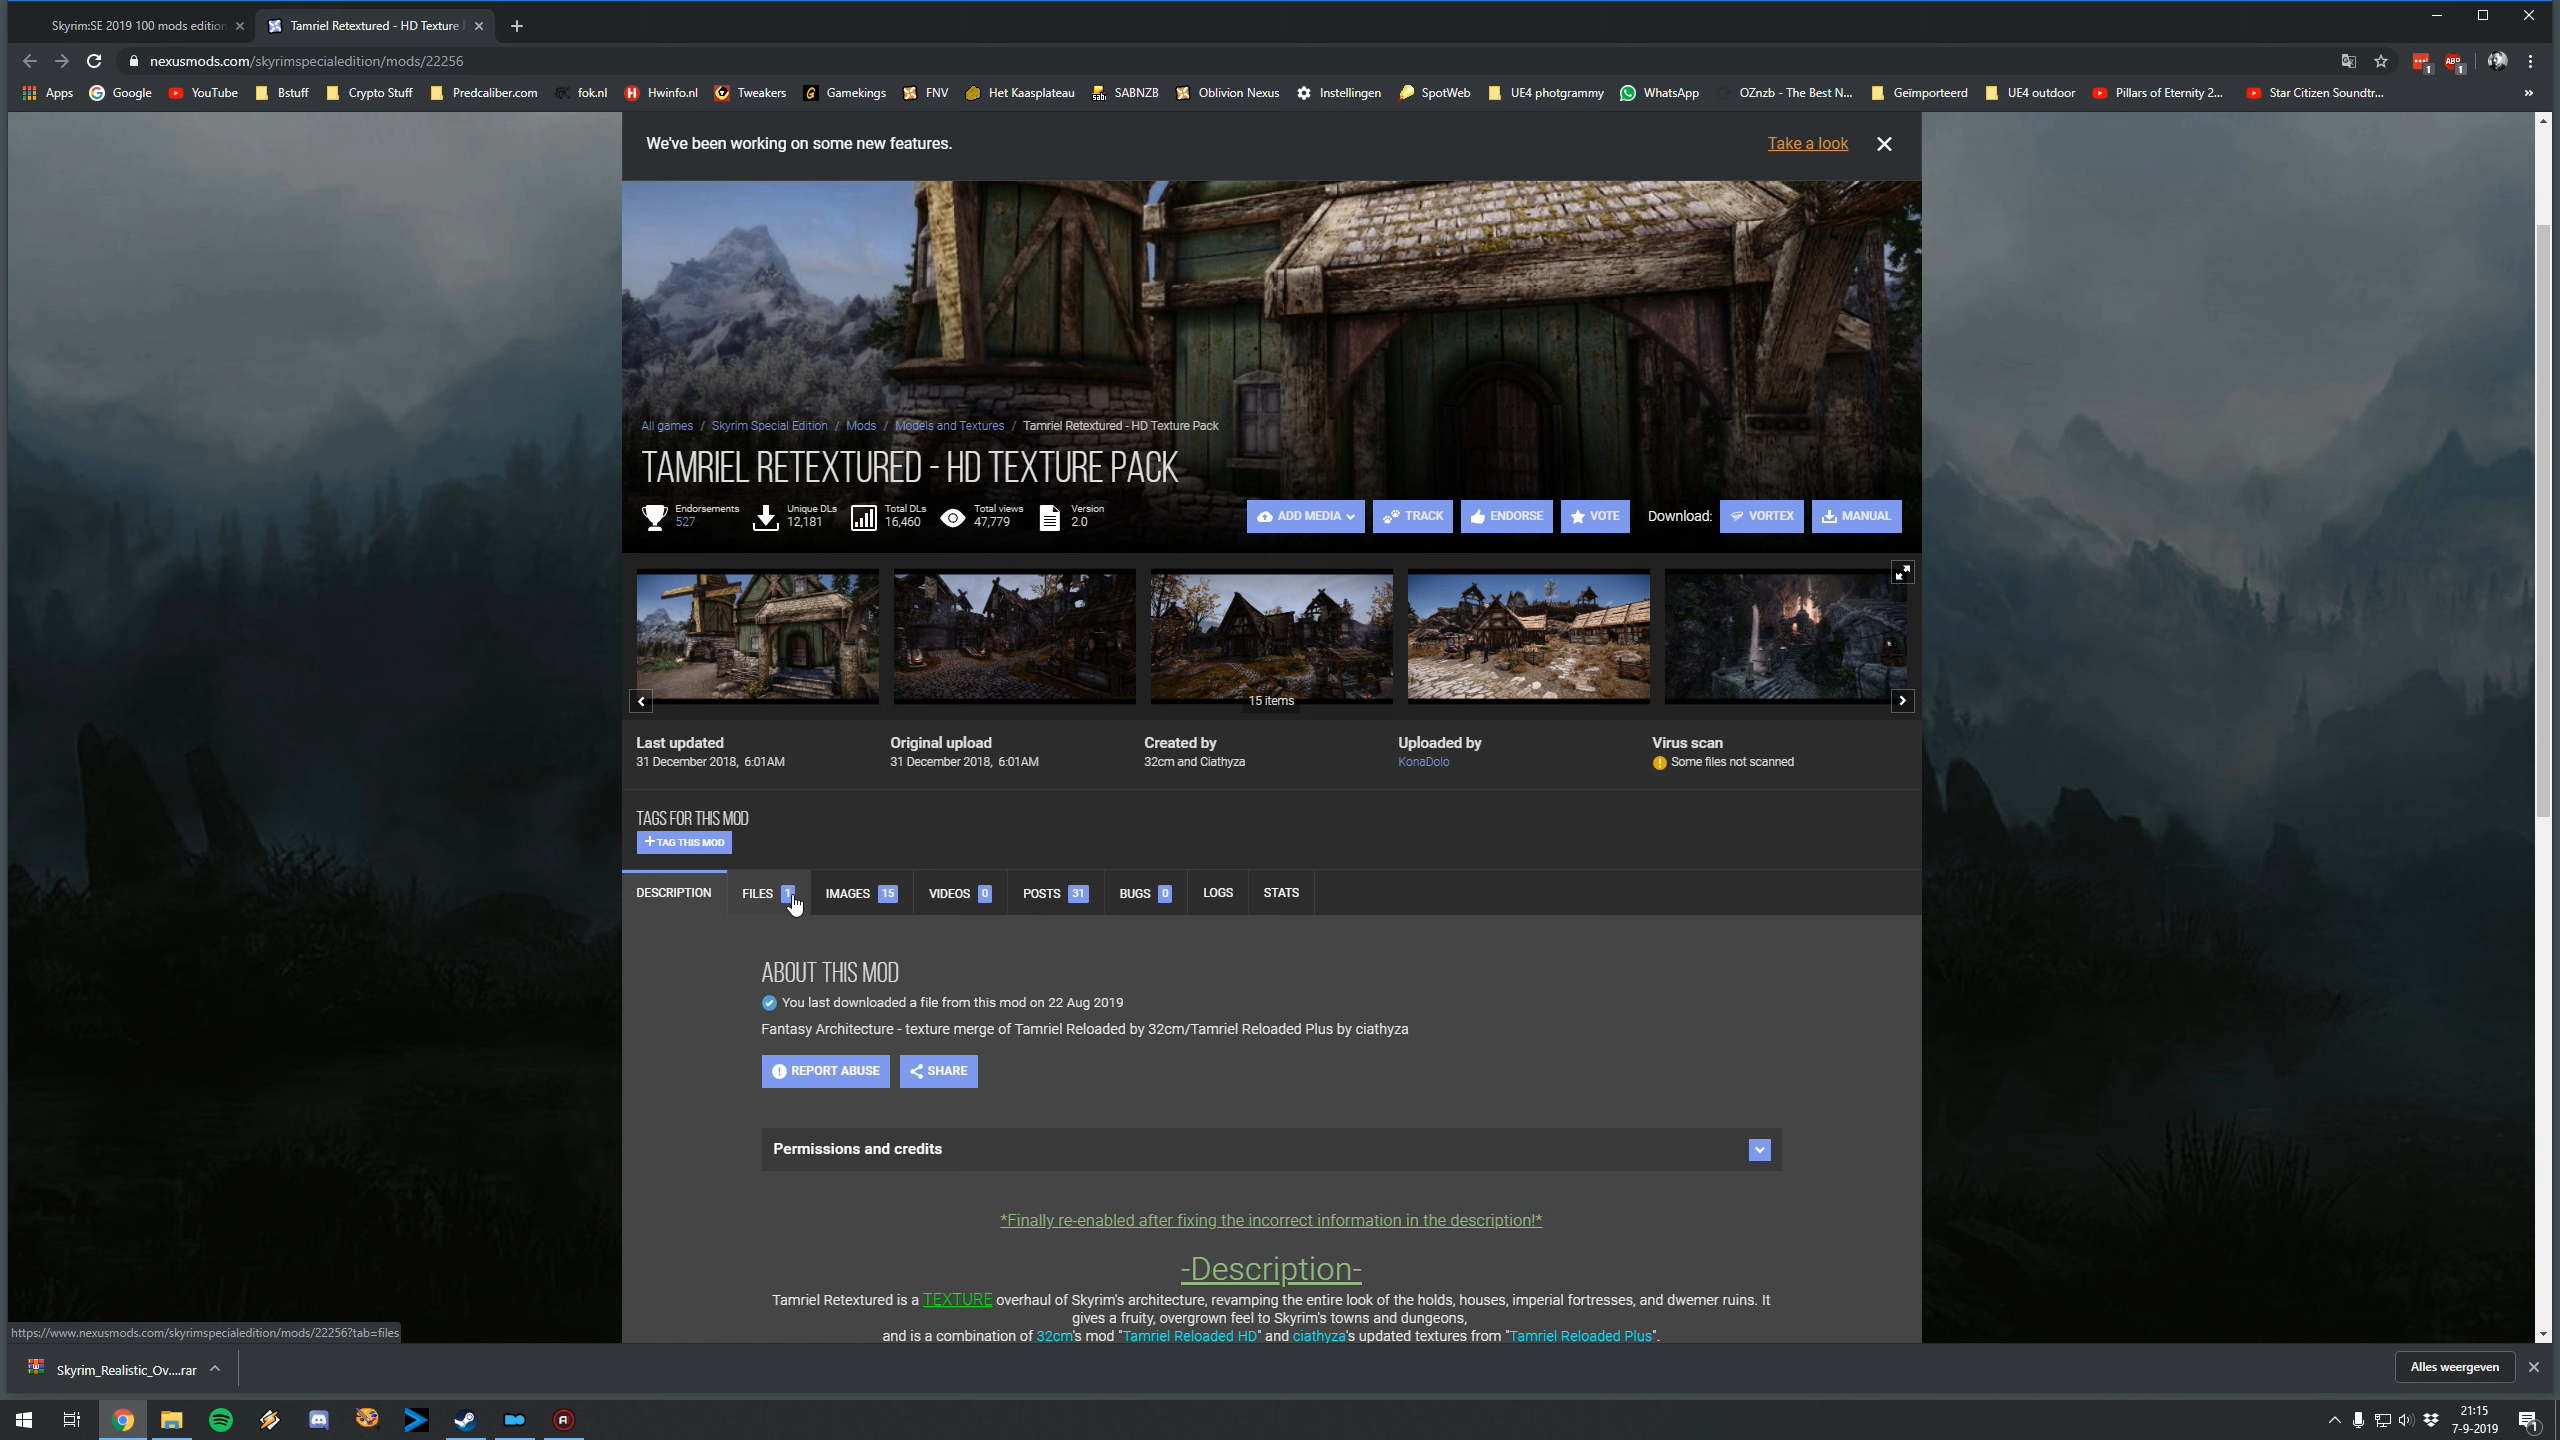 Skyrim:SE 2019 100 mods edition
Tamriel Retextured - HD Texture
nexusmods.com/skyrimspecialedition/mods/22256
Apps
Google
YouTube
Bstuff
Crypto Stuff
Predcaliber.com
fok.nl
Hwinfo.nl
Tweakers
Gamekings
FNV
Het Kaasplateau
SABNZB
Oblivion Nexus
Instellingen
SpotWeb
UE4 photgrammy
WhatsApp
OZnzb - The Best N...
Geïmporteerd
UE4 outdoor
Pillars of Eternity 2...
Star Citizen Soundtr...
We've been working on some new features.
Take a look
All games / Skyrim Special Edition / Mods / Models and Textures / Tamriel Retextured - HD Texture Pack
TAMRIEL RETEXTURED - HD TEXTURE PACK
Endorsements
527
Unique DLs
12,181
Total DLs
16,460
Total views
47,779
Version
2.0
ADD MEDIA
TRACK
ENDORSE
VOTE
Download:
VORTEX
MANUAL
15 items
Last updated
31 December 2018, 6:01AM
Original upload
31 December 2018, 6:01AM
Created by
32cm and Ciathyza
Uploaded by
KonaDolo
Virus scan
Some files not scanned
TAGS FOR THIS MOD
+ TAG THIS MOD
DESCRIPTION
FILES 1
IMAGES 15
VIDEOS 0
POSTS 31
BUGS 0
LOGS
STATS
ABOUT THIS MOD
You last downloaded a file from this mod on 22 Aug 2019
Fantasy Architecture - texture merge of Tamriel Reloaded by 32cm/Tamriel Reloaded Plus by ciathyza
REPORT ABUSE
SHARE
Permissions and credits
*Finally re-enabled after fixing the incorrect information in the description!*
-Description-
Tamriel Retextured is a TEXTURE overhaul of Skyrim's architecture, revamping the entire look of the holds, houses, imperial fortresses, and dwemer ruins. It
gives a fruity, overgrown feel to Skyrim's towns and dungeons,
and is a combination of 32cm's mod "Tamriel Reloaded HD" and ciathyza's updated textures from "Tamriel Reloaded Plus".
https://www.nexusmods.com/skyrimspecialedition/mods/22256?tab=files
Skyrim_Realistic_Ov....rar
Alles weergeven
21:15
7-9-2019